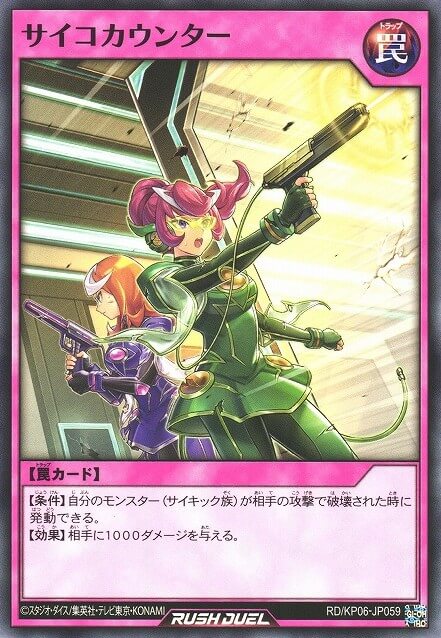 サイコカウンター
トラップ
罠
【罠カード】
【条件】自分のモンスター（サイキック族）が相手の攻撃で破壊された時に
発動できる。
【効果】相手に1000ダメージを与える。
©スタジオ・ダイス/集英社・テレビ東京・KONAMI
RUSH DUEL
RD/KP06-JP059